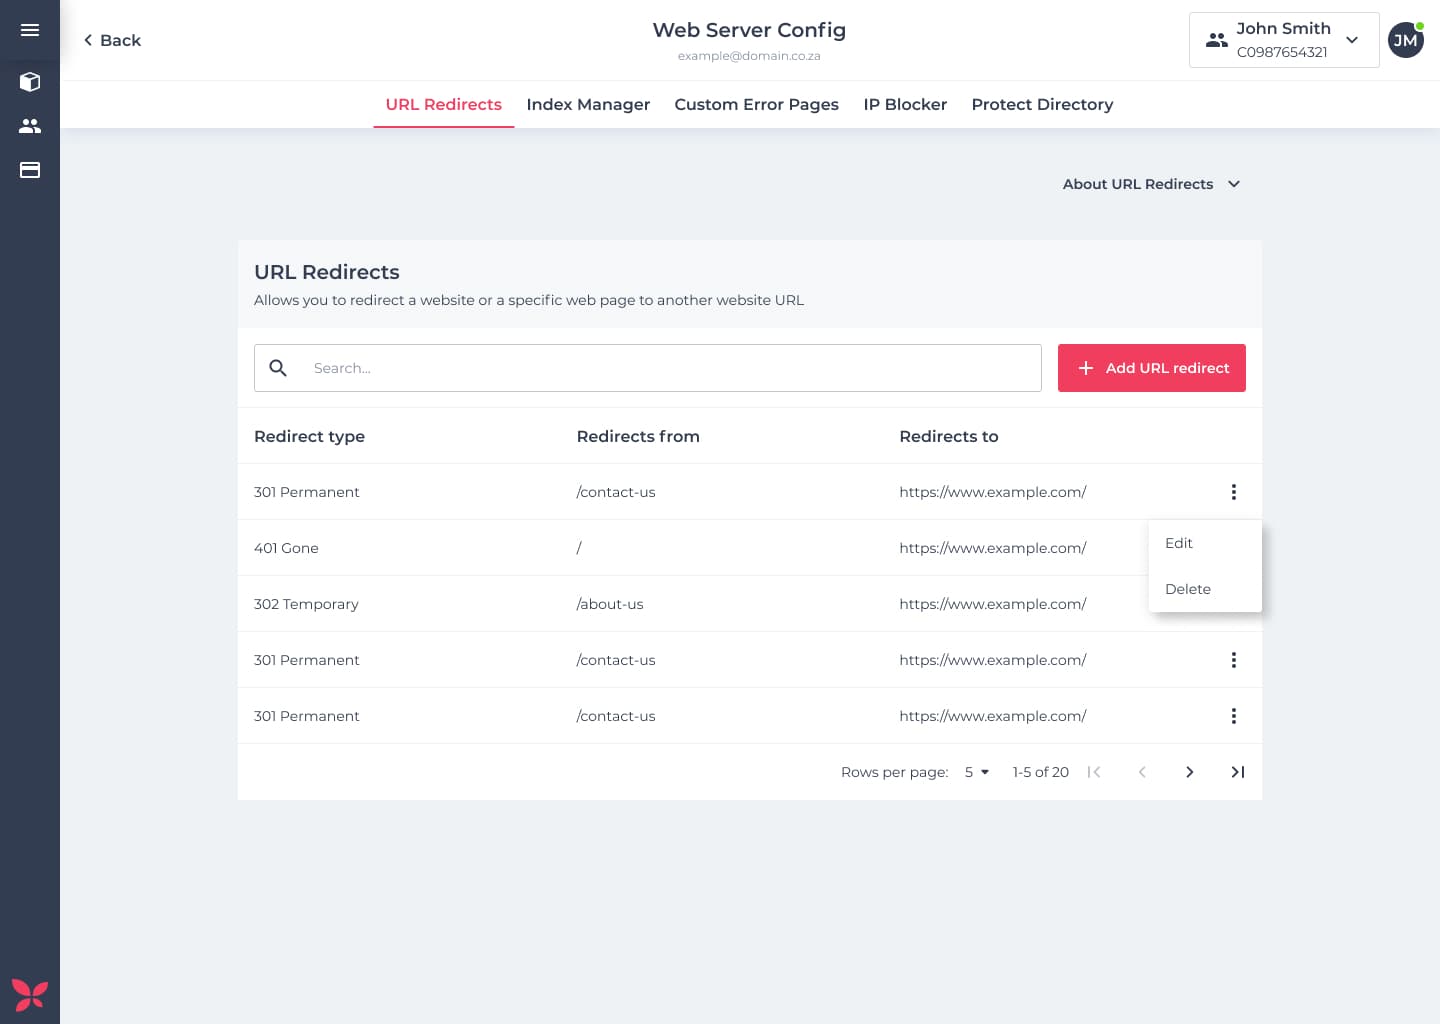 Back
Web Server Config
example@domain.co.za
John Smith
C0987654321
JM
URL Redirects Index Manager Custom Error Pages IP Blocker Protect Directory
About URL Redirects
URL Redirects
Allows you to redirect a website or a specific web page to another website URL
Search...
Add URL redirect
Redirect type Redirects from Redirects to
301 Permanent /contact-us https://www.example.com/
401 Gone / https://www.example.com/
Edit
302 Temporary /about-us https://www.example.com/
Delete
301 Permanent /contact-us https://www.example.com/
301 Permanent /contact-us https://www.example.com/
Rows per page: 5 1-5 of 20